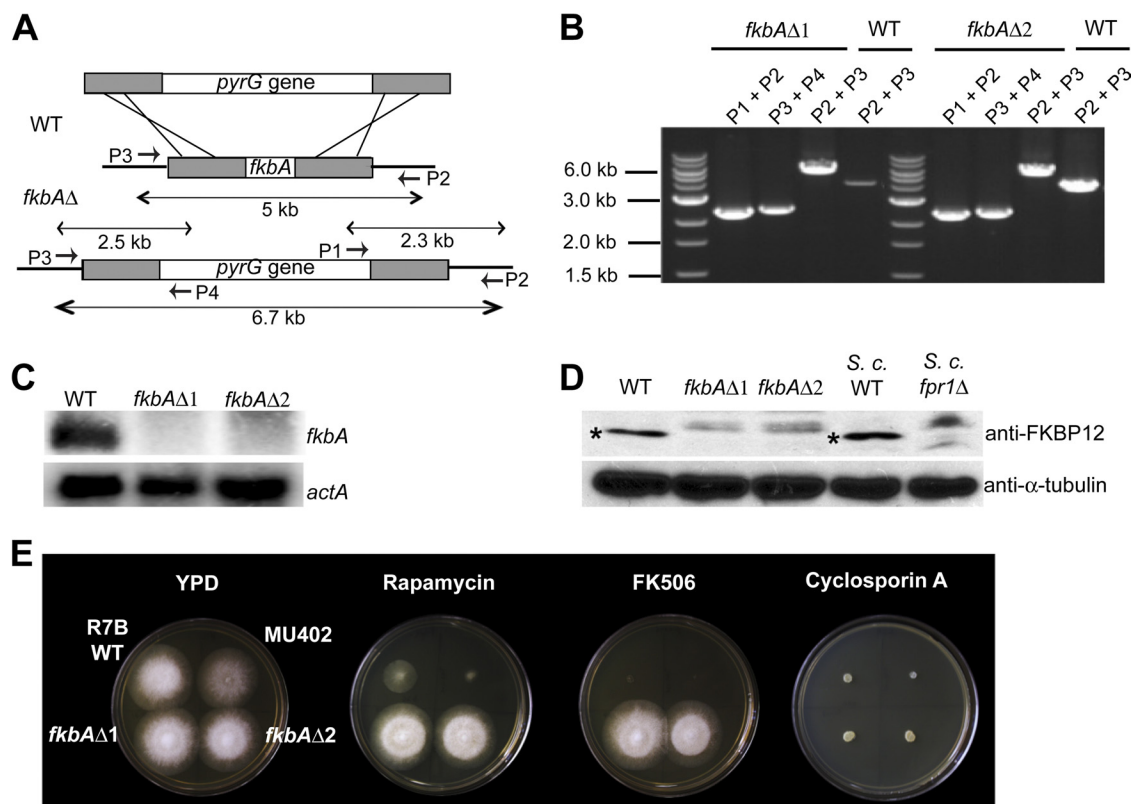 A
pyrG gene
WT
P3
fkbA
P2
fkbAΔ
5 kb
2.5 kb
2.3 kb
P3
P1
pyrG gene
P4
P2
6.7 kb
B
fkbAΔ1 WT fkbAΔ2 WT
P1 + P2 P3 + P4 P2 + P3 P2 + P3 P1 + P2 P3 + P4 P2 + P3 P2 + P3
6.0 kb
3.0 kb
2.0 kb
1.5 kb
C
WT fkbAΔ1 fkbAΔ2
fkbA
actA
D
WT fkbAΔ1 fkbAΔ2 S. c. WT S. c. fpr1Δ
* * anti-FKBP12
anti-α-tubulin
E
YPD Rapamycin FK506 Cyclosporin A
R7B WT MU402
fkbAΔ1 fkbAΔ2